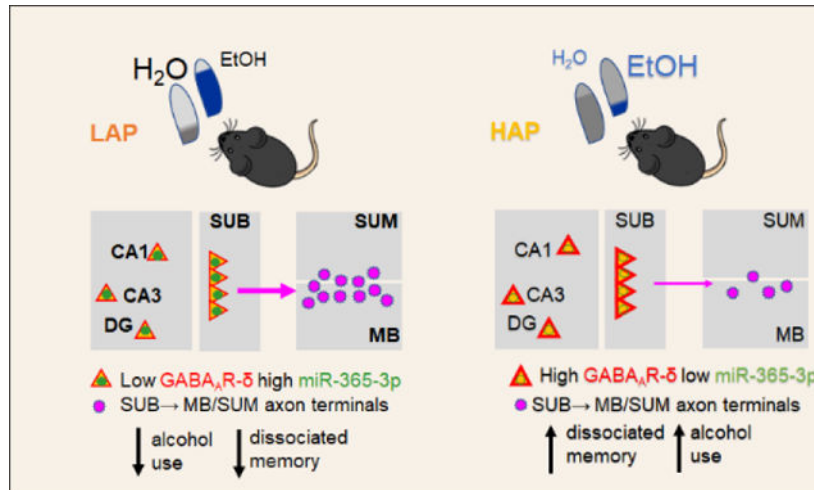 H₂O EtOH
LAP
SUB SUM
CA1
CA3
DG
MB
Low GABA_AR-δ high miR-365-3p
SUB→ MB/SUM axon terminals
alcohol use
dissociated memory
H₂O EtOH
HAP
SUB SUM
CA1
CA3
DG
MB
High GABA_AR-δ low miR-365-3p
SUB→ MB/SUM axon terminals
dissociated memory
alcohol use